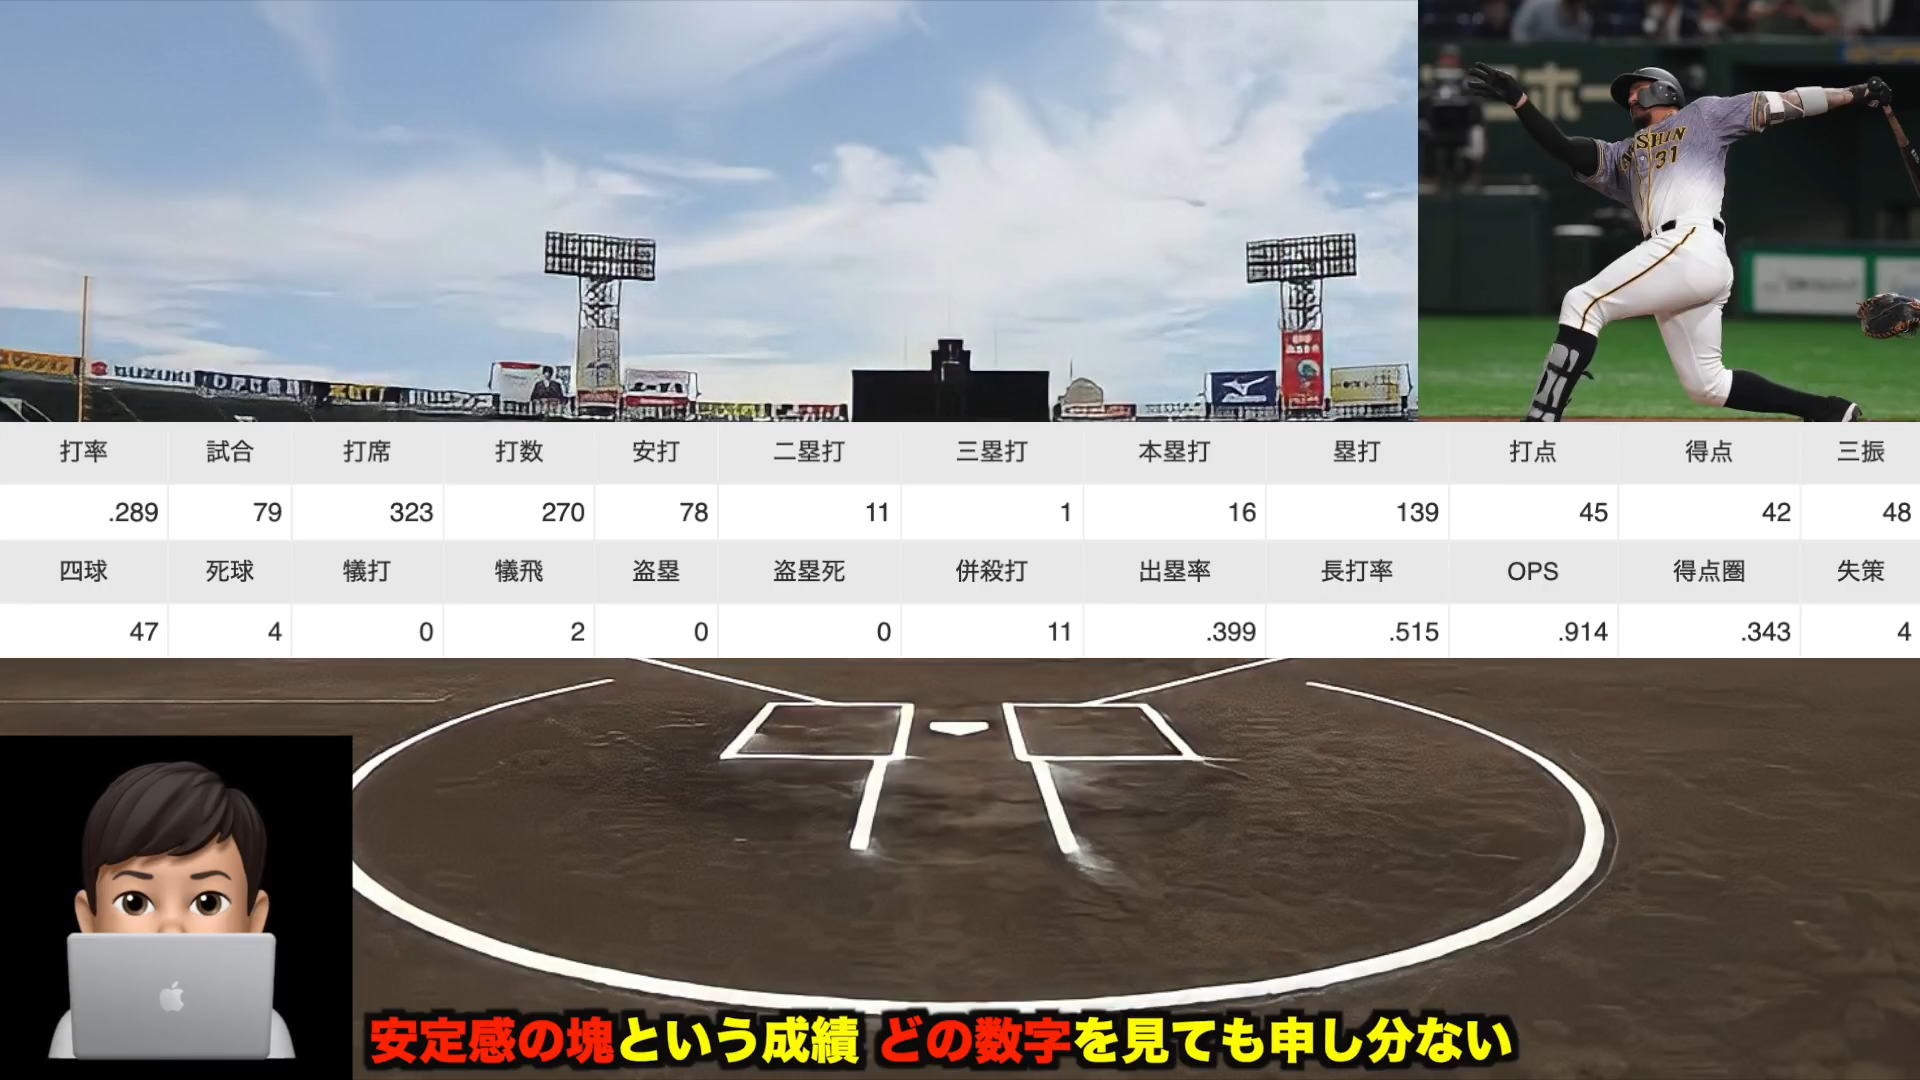 ホー
SHIN
31
SUZUKI
打率 試合 打席 打数 安打 二塁打 三塁打 本塁打 塁打 打点 得点 三振
.289 79 323 270 78 11 1 16 139 45 42 48
四球 死球 犠打 犠飛 盗塁 盗塁死 併殺打 出塁率 長打率 OPS 得点圏 失策
47 4 0 2 0 0 11 .399 .515 .914 .343 4
安定感の塊という成績 どの数字を見ても申し分ない